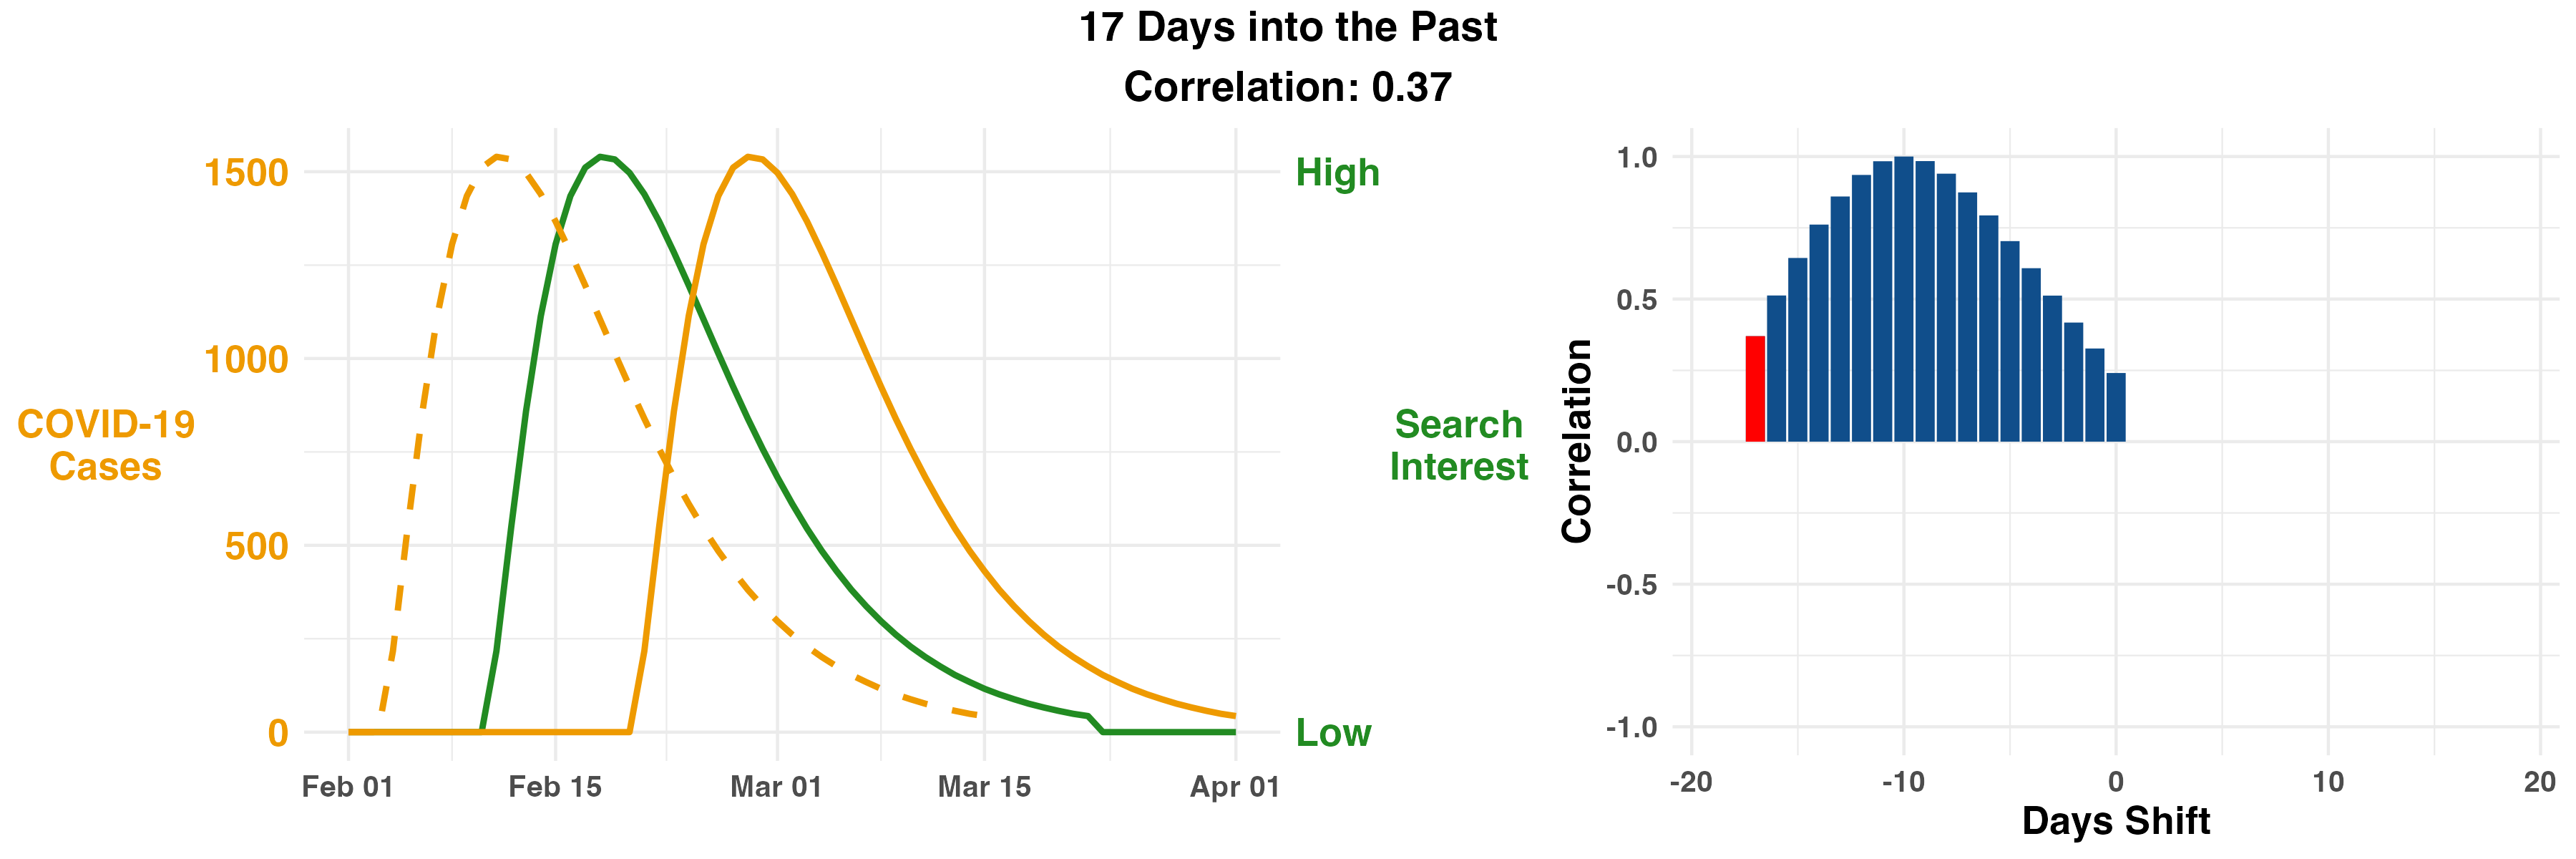 17 Days into the Past
Correlation: 0.37
COVID-19
Cases
1500
1000
500
0
Feb 01
Feb 15
Mar 01
Mar 15
Apr 01
High
Low
Search
Interest
Correlation
1.0
0.5
0.0
-0.5
-1.0
-20
-10
0
10
20
Days Shift